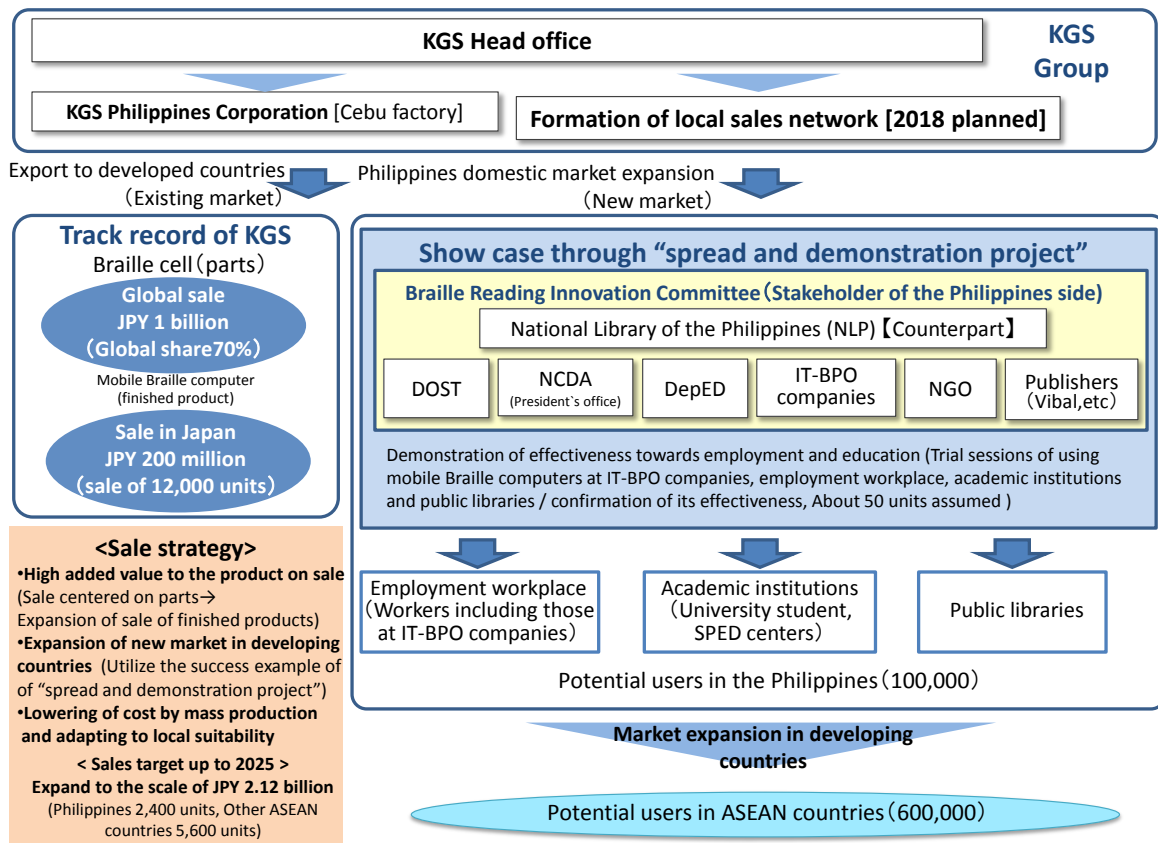 KGS Head office
KGS
Group
KGS Philippines Corporation [Cebu factory]
Formation of local sales network [2018 planned]
Export to developed countries
（Existing market）
Philippines domestic market expansion
（New market）
Track record of KGS
Braille cell（parts）
Global sale
JPY 1 billion
（Global share70%）
Mobile Braille computer
(finished product)
Sale in Japan
JPY 200 million
（sale of 12,000 units）
<Sale strategy>
•High added value to the product on sale
(Sale centered on parts→
Expansion of sale of finished products)
•Expansion of new market in developing
countries (Utilize the success example of
of “spread and demonstration project”)
•Lowering of cost by mass production
and adapting to local suitability
< Sales target up to 2025 >
Expand to the scale of JPY 2.12 billion
(Philippines 2,400 units, Other ASEAN
countries 5,600 units)
Show case through “spread and demonstration project”
Braille Reading Innovation Committee（Stakeholder of the Philippines side)
National Library of the Philippines (NLP)【Counterpart】
DOST
NCDA
(President`s office)
DepED
IT-BPO
companies
NGO
Publishers
（Vibal,etc）
Demonstration of effectiveness towards employment and education (Trial sessions of using
mobile Braille computers at IT-BPO companies, employment workplace, academic institutions
and public libraries / confirmation of its effectiveness, About 50 units assumed )
Employment workplace
（Workers including those
at IT-BPO companies）
Academic institutions
（University student,
SPED centers）
Public libraries
Potential users in the Philippines（100,000）
Market expansion in developing
countries
Potential users in ASEAN countries（600,000）